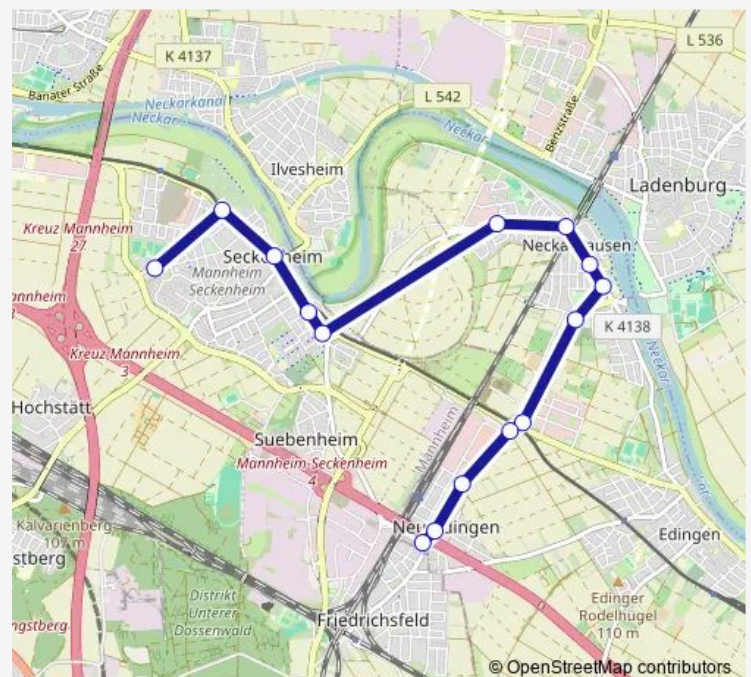 L 536
K 4137
Banater Straße
L 542
Neckarkanal
Neckar
Neckar
Benzstraße
Ilvesheim
Ladenburg
Kreuz Mannheim
27
Mannheim
Seckenheim
K 4138
Neckar
Kreuz Mannheim
3
Hochstätt
Suebenheim
Mannheim
Mannheim-Seckenheim
4
Kalvarienberg
107 m
Edingen
Distrikt
Unterer
Dossenwald
Edinger
Rodelhügel
110 m
Friedrichsfeld
© OpenStreetMap contributors